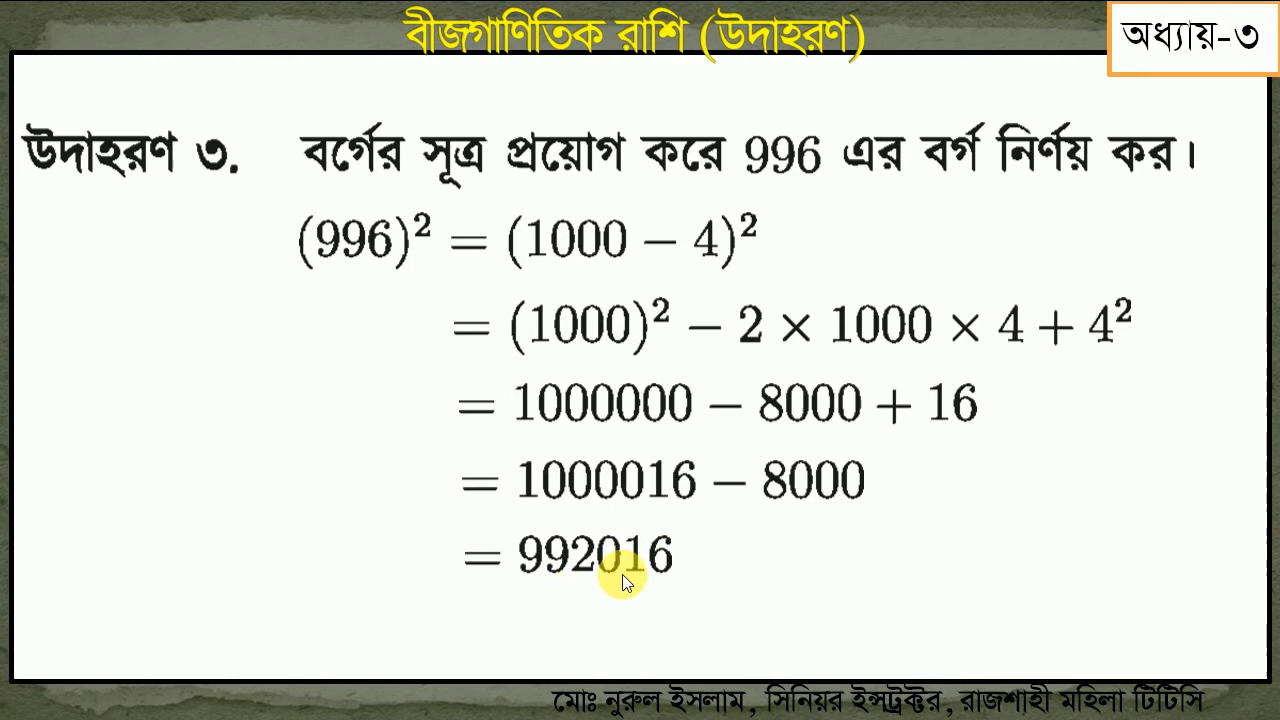 বীজগাণিতিক রাশি (উদাহরণ)
অধ্যায়-৩
উদাহরণ ৩. বর্গের সূত্র প্রয়োগ করে 996 এর বর্গ নির্ণয় কর।
(996)² = (1000 − 4)²
= (1000)² − 2 × 1000 × 4 + 4²
= 1000000 − 8000 + 16
= 1000016 − 8000
= 992016
মোঃ নুরুল ইসলাম, সিনিয়র ইন্সট্রক্টর, রাজশাহী মহিলা টিটিসি